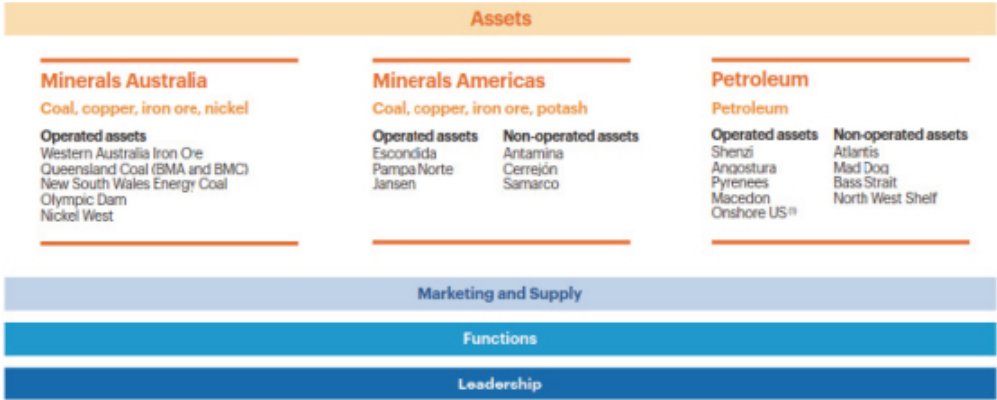 Assets
Minerals Australia
Coal, copper, iron ore, nickel
Operated assets
Western Australia Iron Ore
Queensland Coal (BMA and BMC)
New South Wales Energy Coal
Olympic Dam
Nickel West
Minerals Americas
Coal, copper, iron ore, potash
Operated assets
Escondida
Pampa Norte
Jansen
Non-operated assets
Antamina
Cerrejón
Samarco
Petroleum
Petroleum
Operated assets
Shenzi
Angostura
Pyrenees
Macedon
Onshore US
Non-operated assets
Atlantis
Mad Dog
Bass Strait
North West Shelf
Marketing and Supply
Functions
Leadership